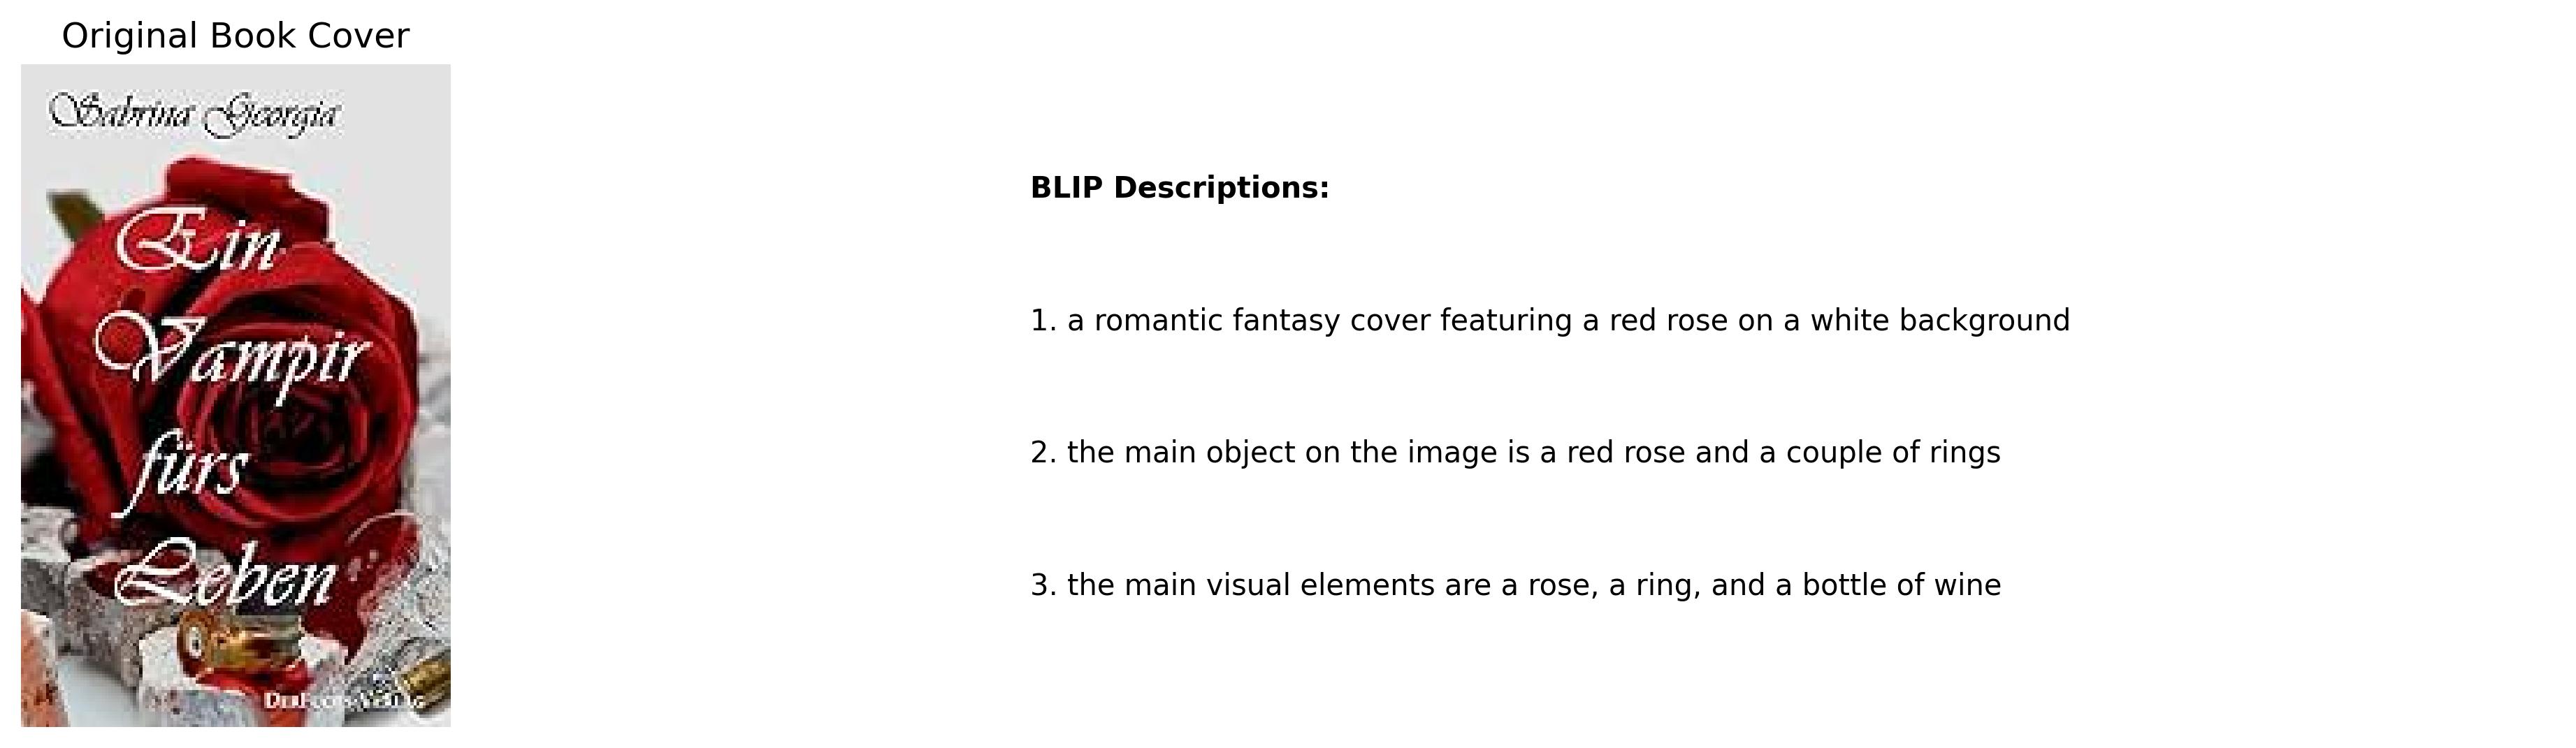 Original Book Cover
Sabrina Georgia
Ein
Vampir
fürs
Leben
BLIP Descriptions:
1. a romantic fantasy cover featuring a red rose on a white background
2. the main object on the image is a red rose and a couple of rings
3. the main visual elements are a rose, a ring, and a bottle of wine